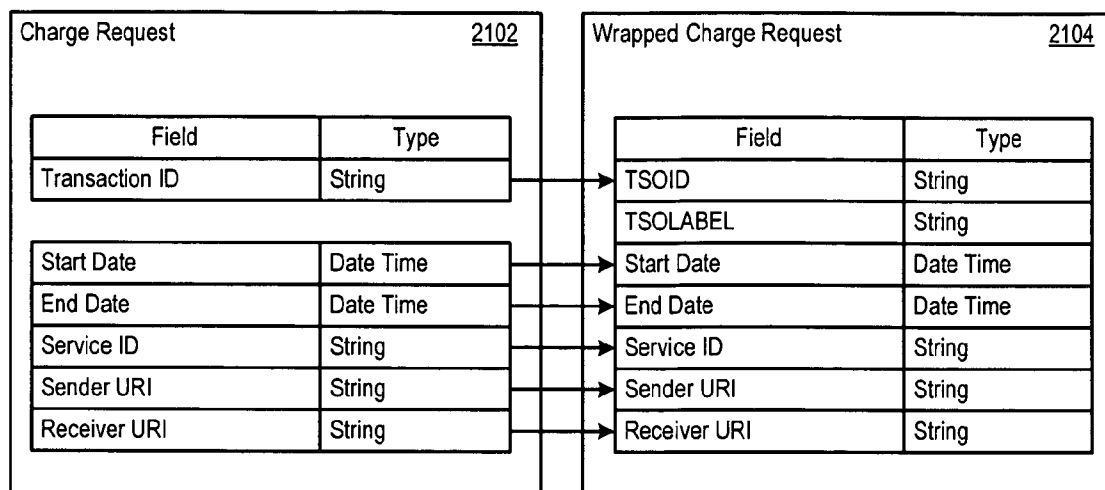 Charge Request 2102
Field Type
Transaction ID String
Start Date Date Time
End Date Date Time
Service ID String
Sender URI String
Receiver URI String
Wrapped Charge Request 2104
Field Type
TSOID String
TSOLABEL String
Start Date Date Time
End Date Date Time
Service ID String
Sender URI String
Receiver URI String